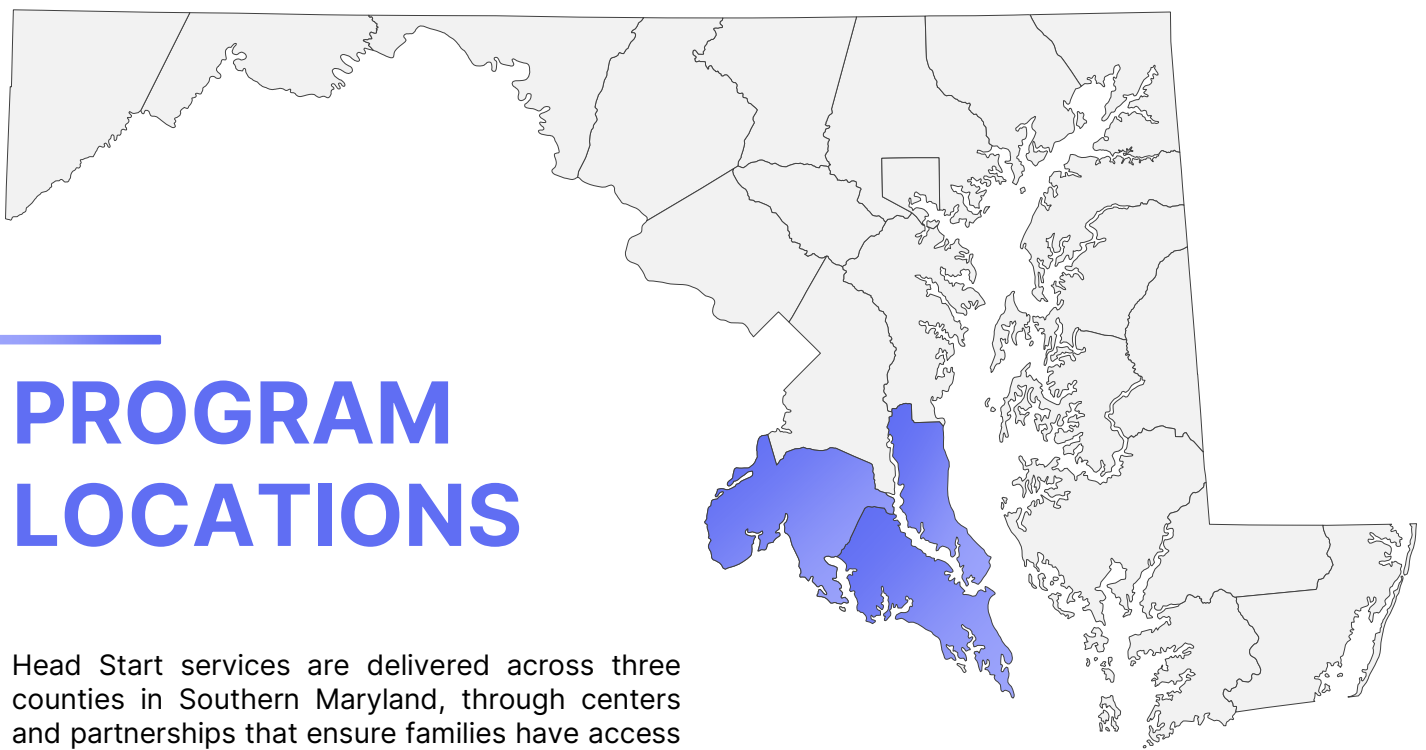 PROGRAM
LOCATIONS
Head Start services are delivered across three
counties in Southern Maryland, through centers
and partnerships that ensure families have access